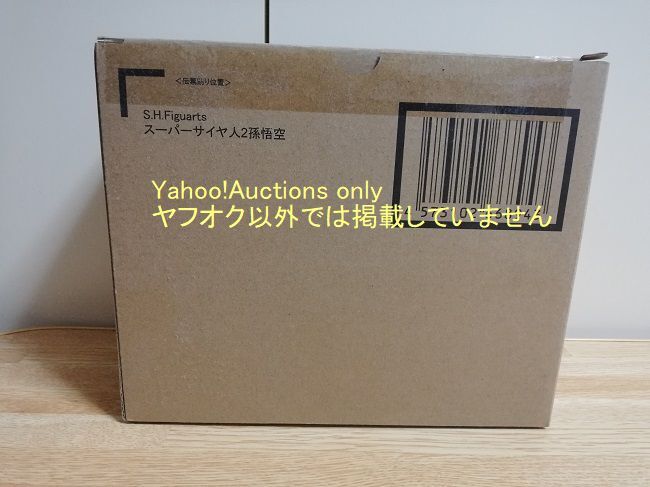 <伝票貼り位置>
S.H.Figuarts
スーパーサイヤ人2孫悟空
Yahoo!Auctions only
ヤフオク以外では掲載していません